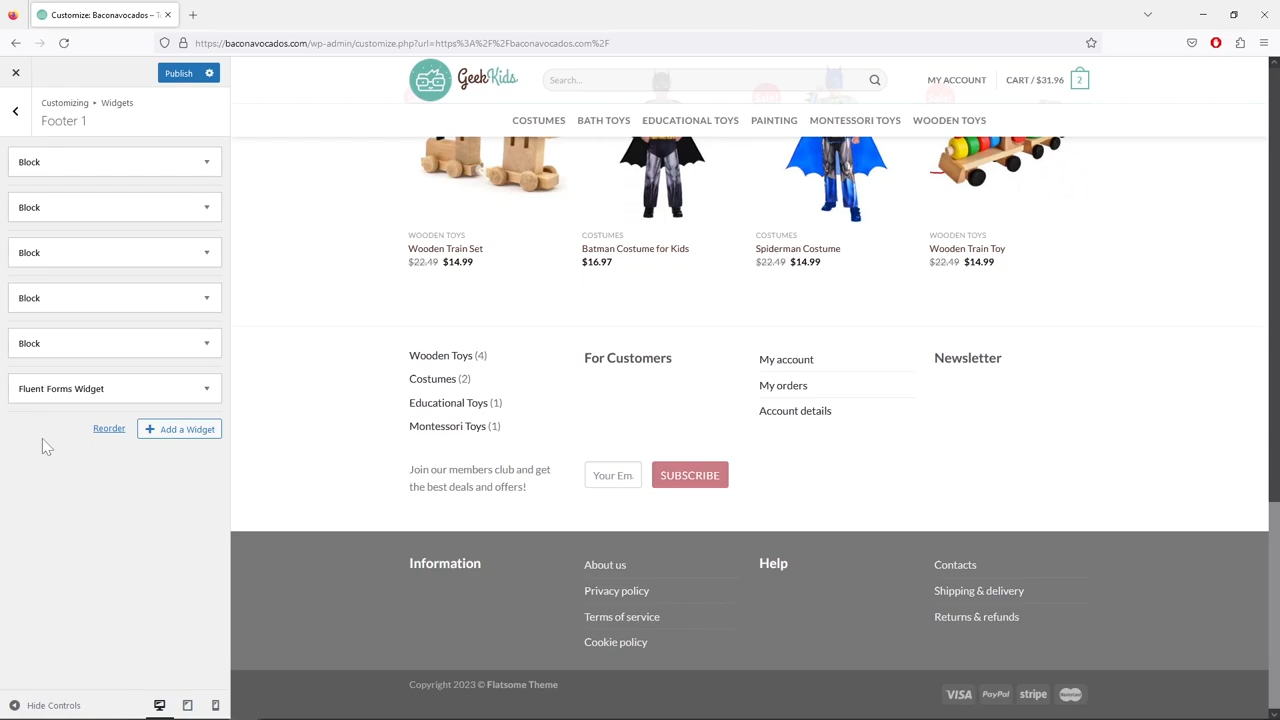 Customize: Baconavocados – To
https://baconavocados.com/wp-admin/customize.php?url=https%3A%2F%2Fbaconavocados.com%2F
Publish
Customizing ▸ Widgets
Footer 1
Block
Block
Block
Block
Block
Fluent Forms Widget
Reorder
Add a Widget
Hide Controls
GeekKids
Search...
MY ACCOUNT
CART / $31.96
2
COSTUMES
BATH TOYS
EDUCATIONAL TOYS
PAINTING
MONTESSORI TOYS
WOODEN TOYS
WOODEN TOYS
Wooden Train Set
$22.49 $14.99
COSTUMES
Batman Costume for Kids
$16.97
COSTUMES
Spiderman Costume
$22.49 $14.99
WOODEN TOYS
Wooden Train Toy
$22.49 $14.99
Wooden Toys (4)
Costumes (2)
Educational Toys (1)
Montessori Toys (1)
For Customers
My account
My orders
Account details
Newsletter
Join our members club and get
the best deals and offers!
Your Em
SUBSCRIBE
Information
About us
Privacy policy
Terms of service
Cookie policy
Help
Contacts
Shipping & delivery
Returns & refunds
Copyright 2023 © Flatsome Theme
VISA
PayPal
stripe
MasterCard